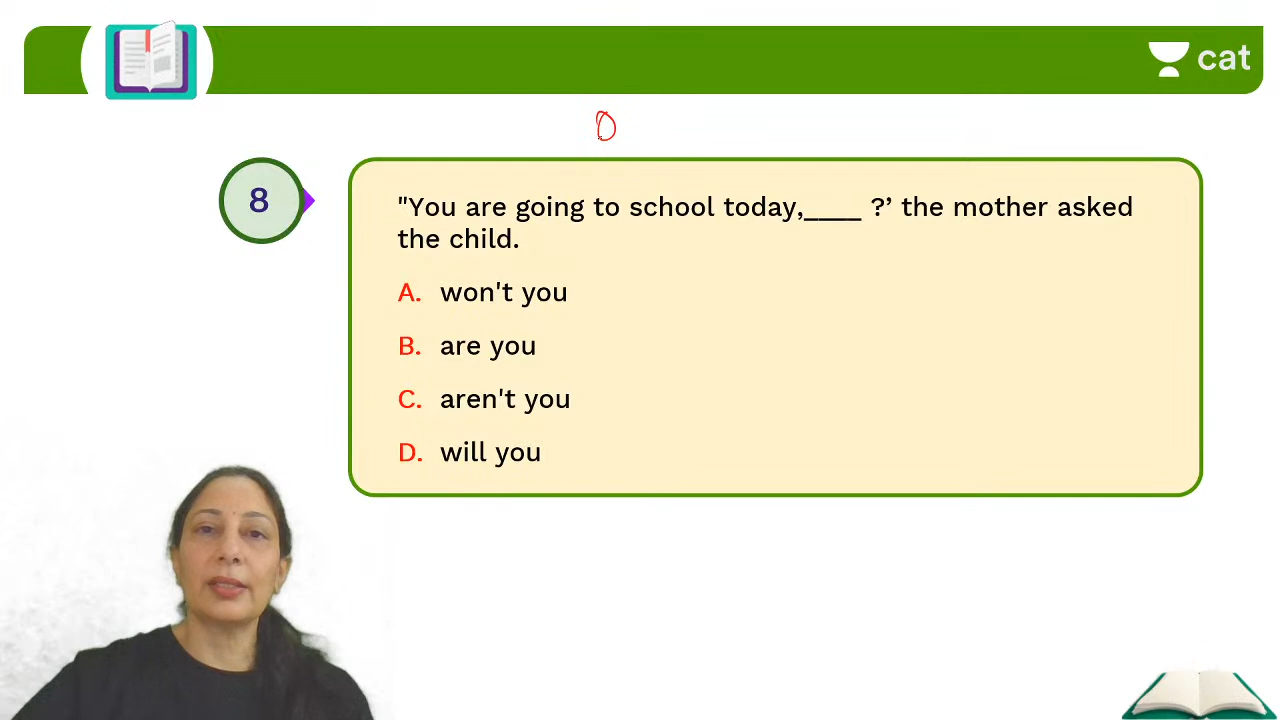 cat
8
"You are going to school today,____ ?’ the mother asked
the child.
A. won't you
B. are you
C. aren't you
D. will you